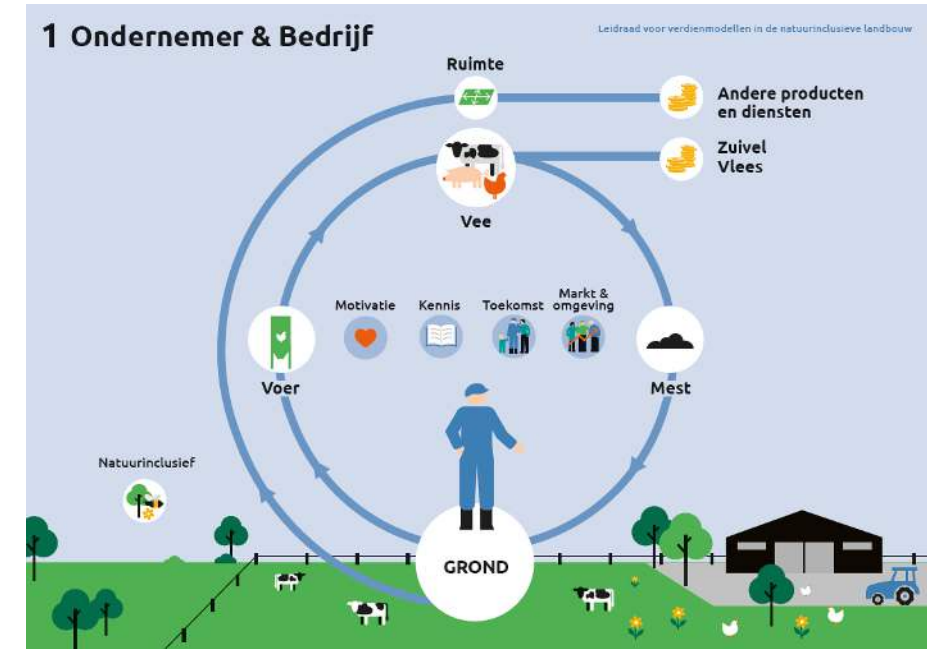 1 Ondernemer & Bedrijf
Leidraad voor verdienmodellen in de natuurinclusieve landbouw
Ruimte
Andere producten
en diensten
Zuivel
Vlees
Vee
Motivatie
Kennis
Toekomst
Markt &
omgeving
Voer
Mest
Natuurinclusief
GROND